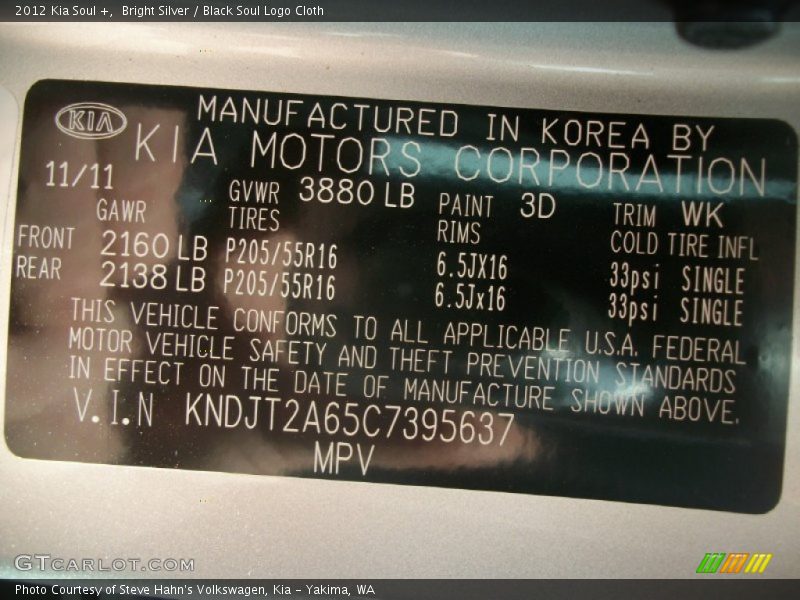 2012 Kia Soul +,  Bright Silver / Black Soul Logo Cloth
KIA
MANUFACTURED IN KOREA BY
KIA MOTORS CORPORATION
11/11 GVWR 3880 LB PAINT 3D TRIM WK
GAWR TIRES RIMS COLD TIRE INFL
FRONT 2160 LB P205/55R16 6.5JX16 33psi SINGLE
REAR 2138 LB P205/55R16 6.5Jx16 33psi SINGLE
THIS VEHICLE CONFORMS TO ALL APPLICABLE U.S.A. FEDERAL
MOTOR VEHICLE SAFETY AND THEFT PREVENTION STANDARDS
IN EFFECT ON THE DATE OF MANUFACTURE SHOWN ABOVE.
V.I.N KNDJT2A65C7395637
MPV
GTCARLOT.COM
Photo Courtesy of Steve Hahn's Volkswagen, Kia – Yakima, WA